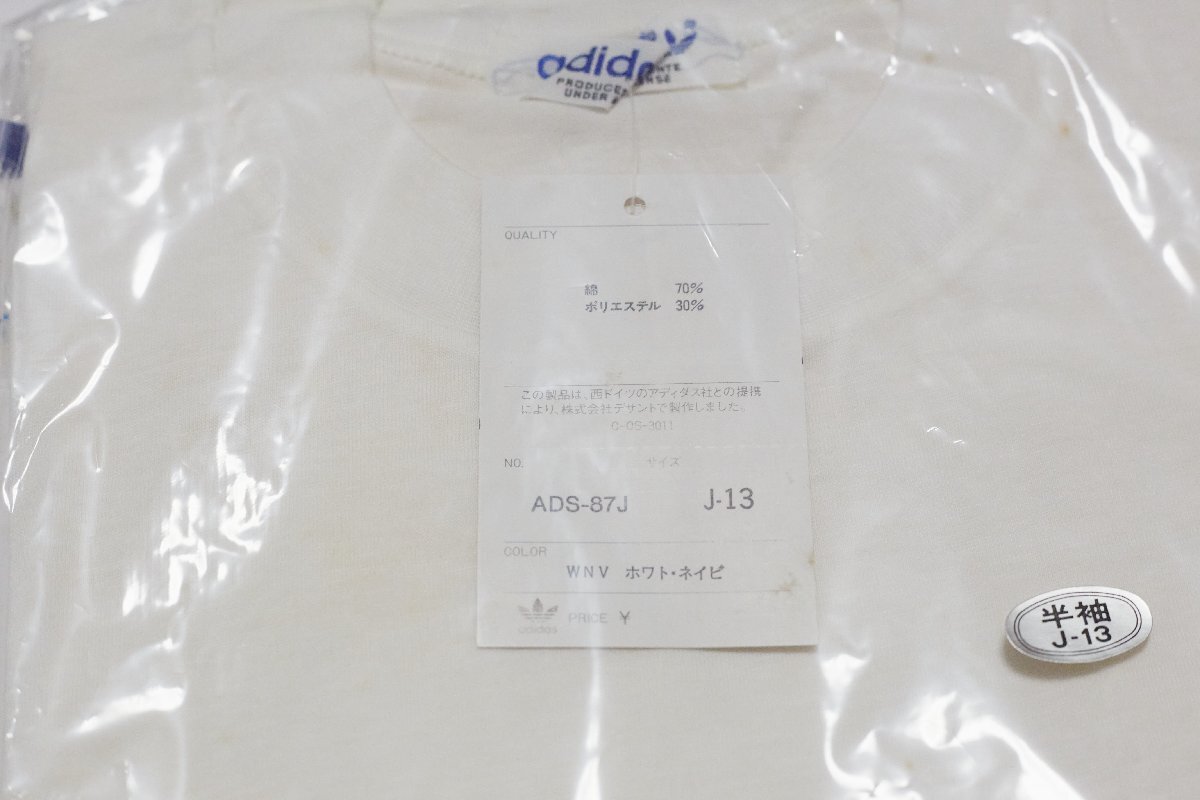 adidas
PRODUCED
UNDER
QUALITY
綿 70%
ポリエステル 30%
この製品は、西ドイツのアディダス社との提携
により、株式会社デサントで製作しました。
NO. サイズ
ADS-87J J-13
COLOR
WNV ホワト・ネイビ
adidas PRICE ¥
半袖
J-13